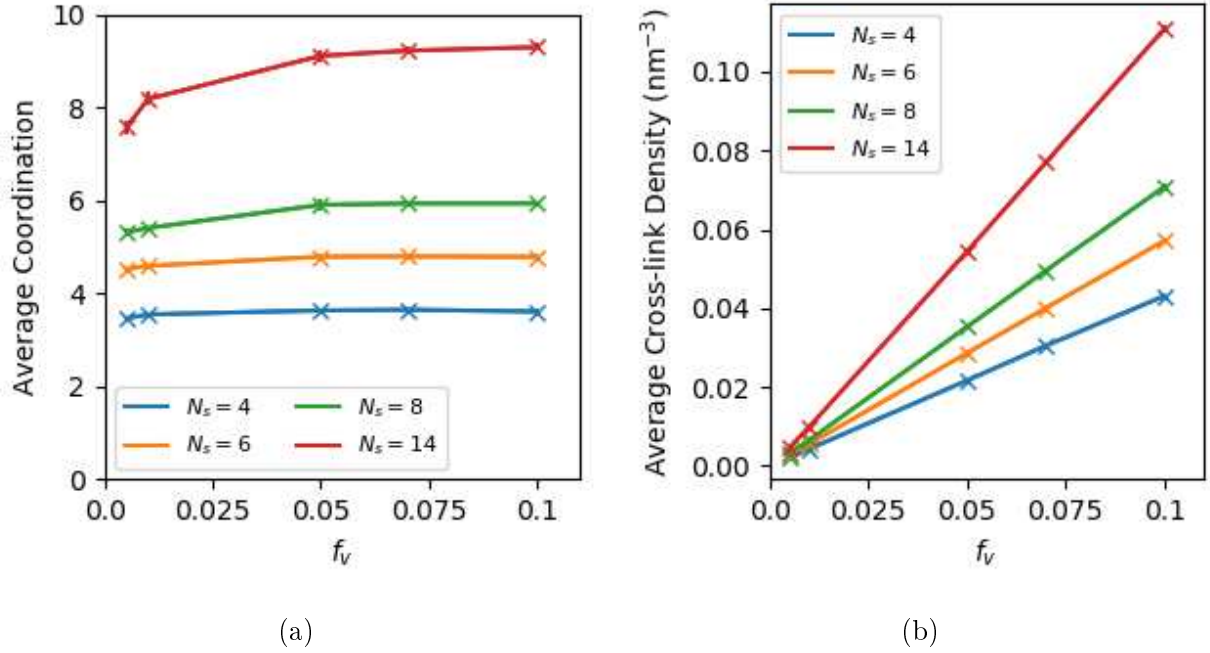 10
8
6
4
2
0
Average Coordination
N_s = 4
N_s = 6
N_s = 8
N_s = 14
0.0 0.025 0.05 0.075 0.1
f_v
(a)
0.10
0.08
0.06
0.04
0.02
0.00
Average Cross-link Density (nm⁻³)
N_s = 4
N_s = 6
N_s = 8
N_s = 14
0.0 0.025 0.05 0.075 0.1
f_v
(b)